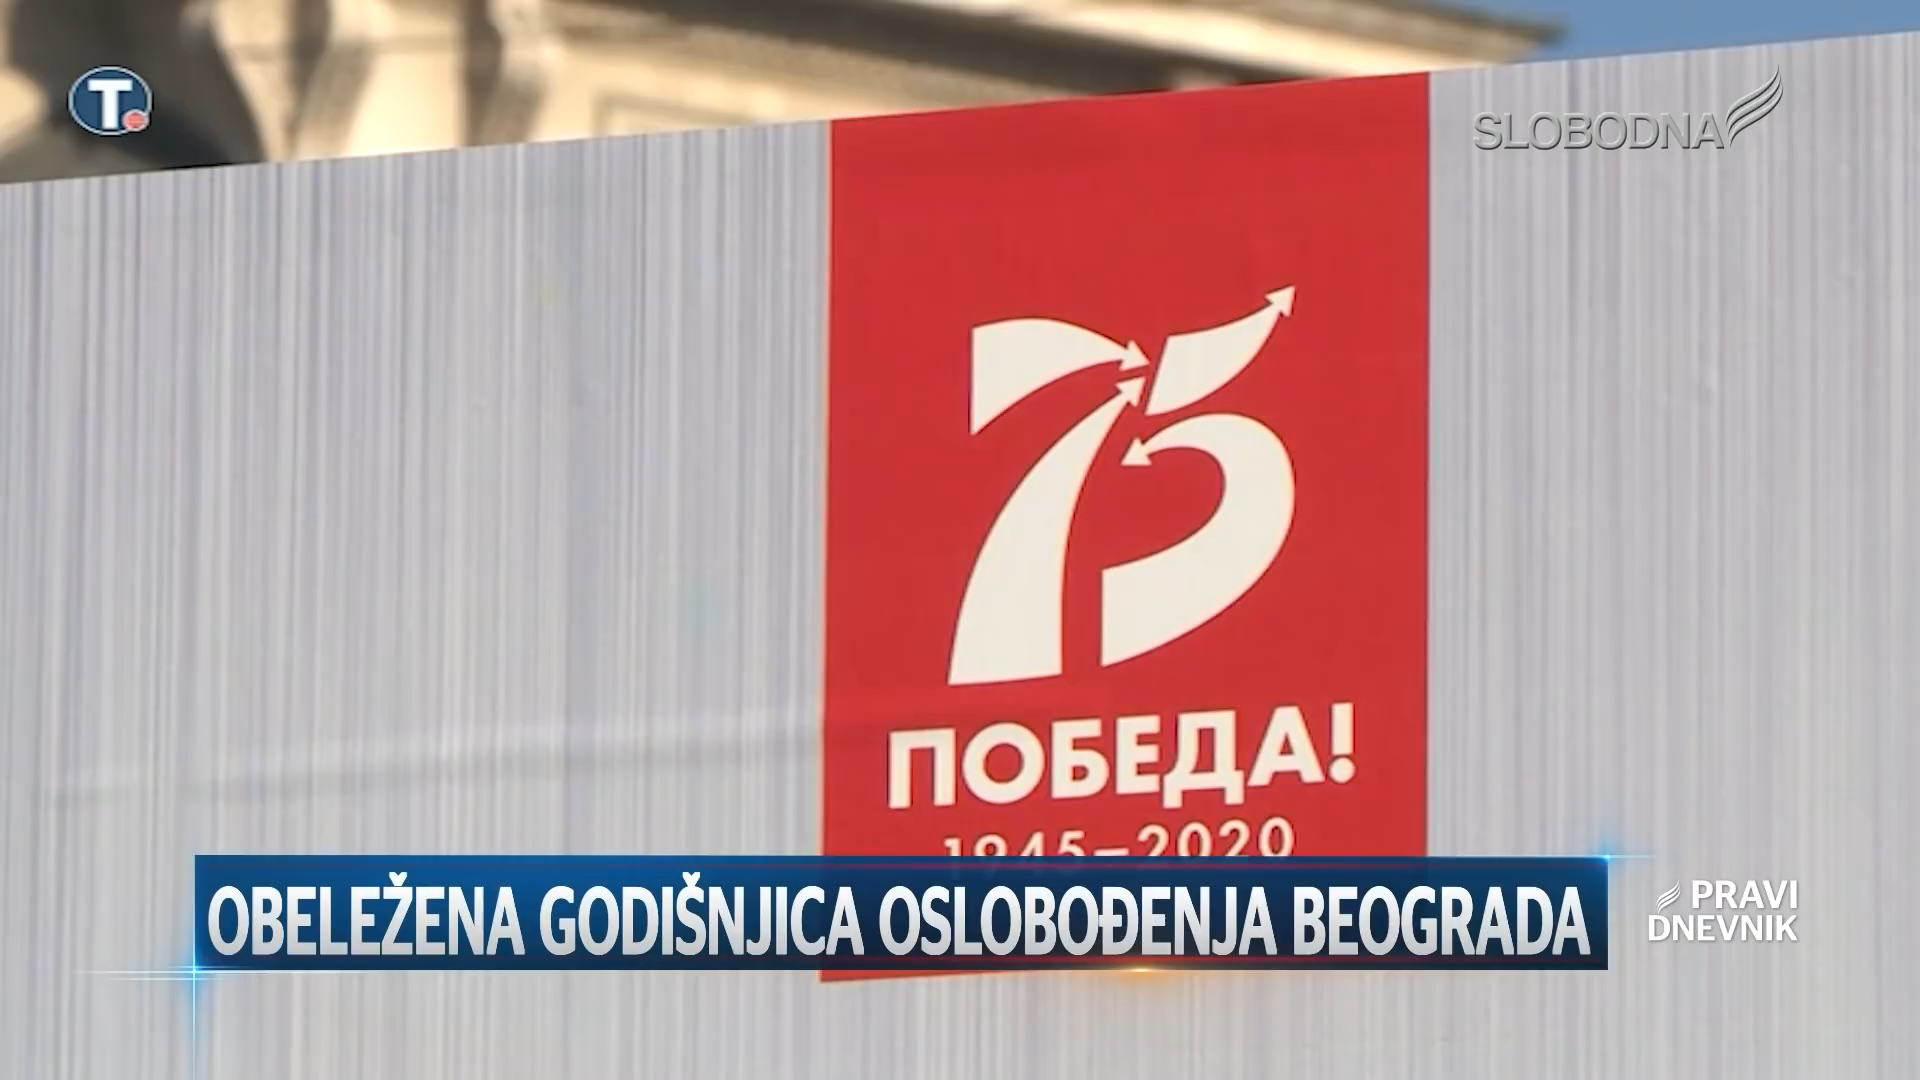 T
SLOBODNA
75
ПОБЕДА!
1945–2020
OBELEŽENA GODIŠNJICA OSLOBOĐENJA BEOGRADA
PRAVI
DNEVNIK